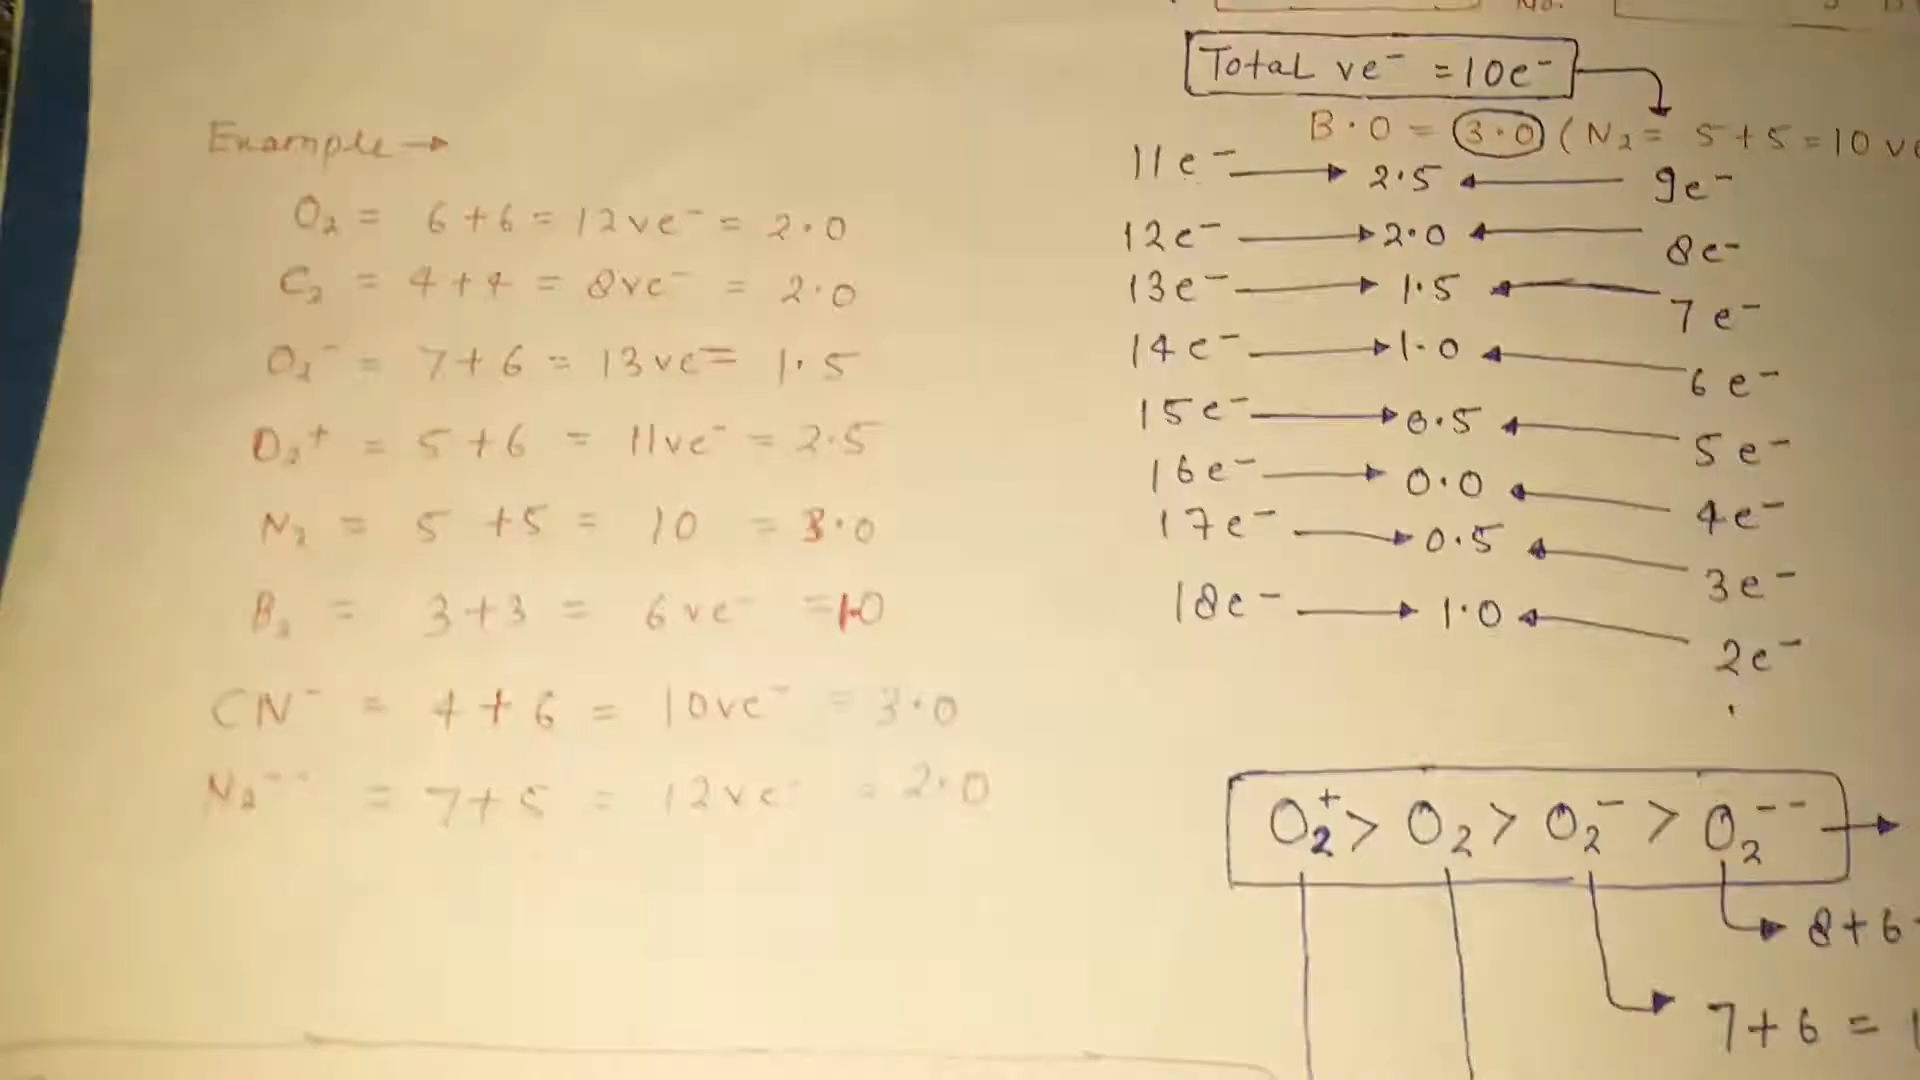 Example →
O₂ = 6+6 = 12ve⁻ = 2.0
C₂ = 4+4 = 8ve⁻ = 2.0
O₂⁻ = 7+6 = 13ve⁻ = 1.5
O₂⁺ = 5+6 = 11ve⁻ = 2.5
N₂ = 5+5 = 10 = 3.0
B₂ = 3+3 = 6ve⁻ = 1.0
CN⁻ = 4+6 = 10ve⁻ = 3.0
N₂⁻⁻ = 7+5 = 12ve⁻ = 2.0
No.
Total ve⁻ = 10e⁻
B.O = 3.0 (N₂ = 5+5 = 10 ve
11e⁻ → 2.5 ← 9e⁻
12e⁻ → 2.0 ← 8e⁻
13e⁻ → 1.5 ← 7e⁻
14e⁻ → 1.0 ← 6e⁻
15e⁻ → 0.5 ← 5e⁻
16e⁻ → 0.0 ← 4e⁻
17e⁻ → 0.5 ← 3e⁻
18e⁻ → 1.0 ← 2e⁻
O₂⁺ > O₂ > O₂⁻ > O₂⁻⁻ →
8+6
7+6 =